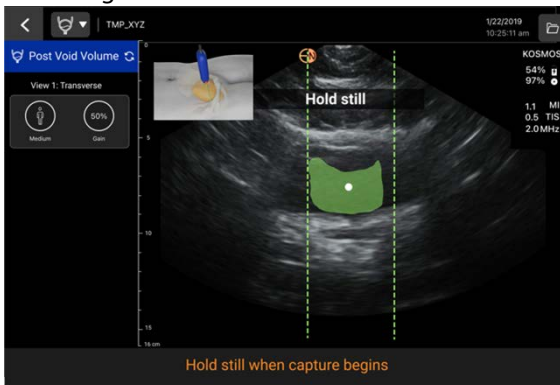 TMP_XYZ
1/22/2019
10:25:11 am
Post Void Volume
KOSMOS
54%
97%
View 1: Transverse
50%
Medium
Gain
Hold still
1.1 MI
0.5 TIS
2.0MHz
0
5
10
15
16 cm
Hold still when capture begins